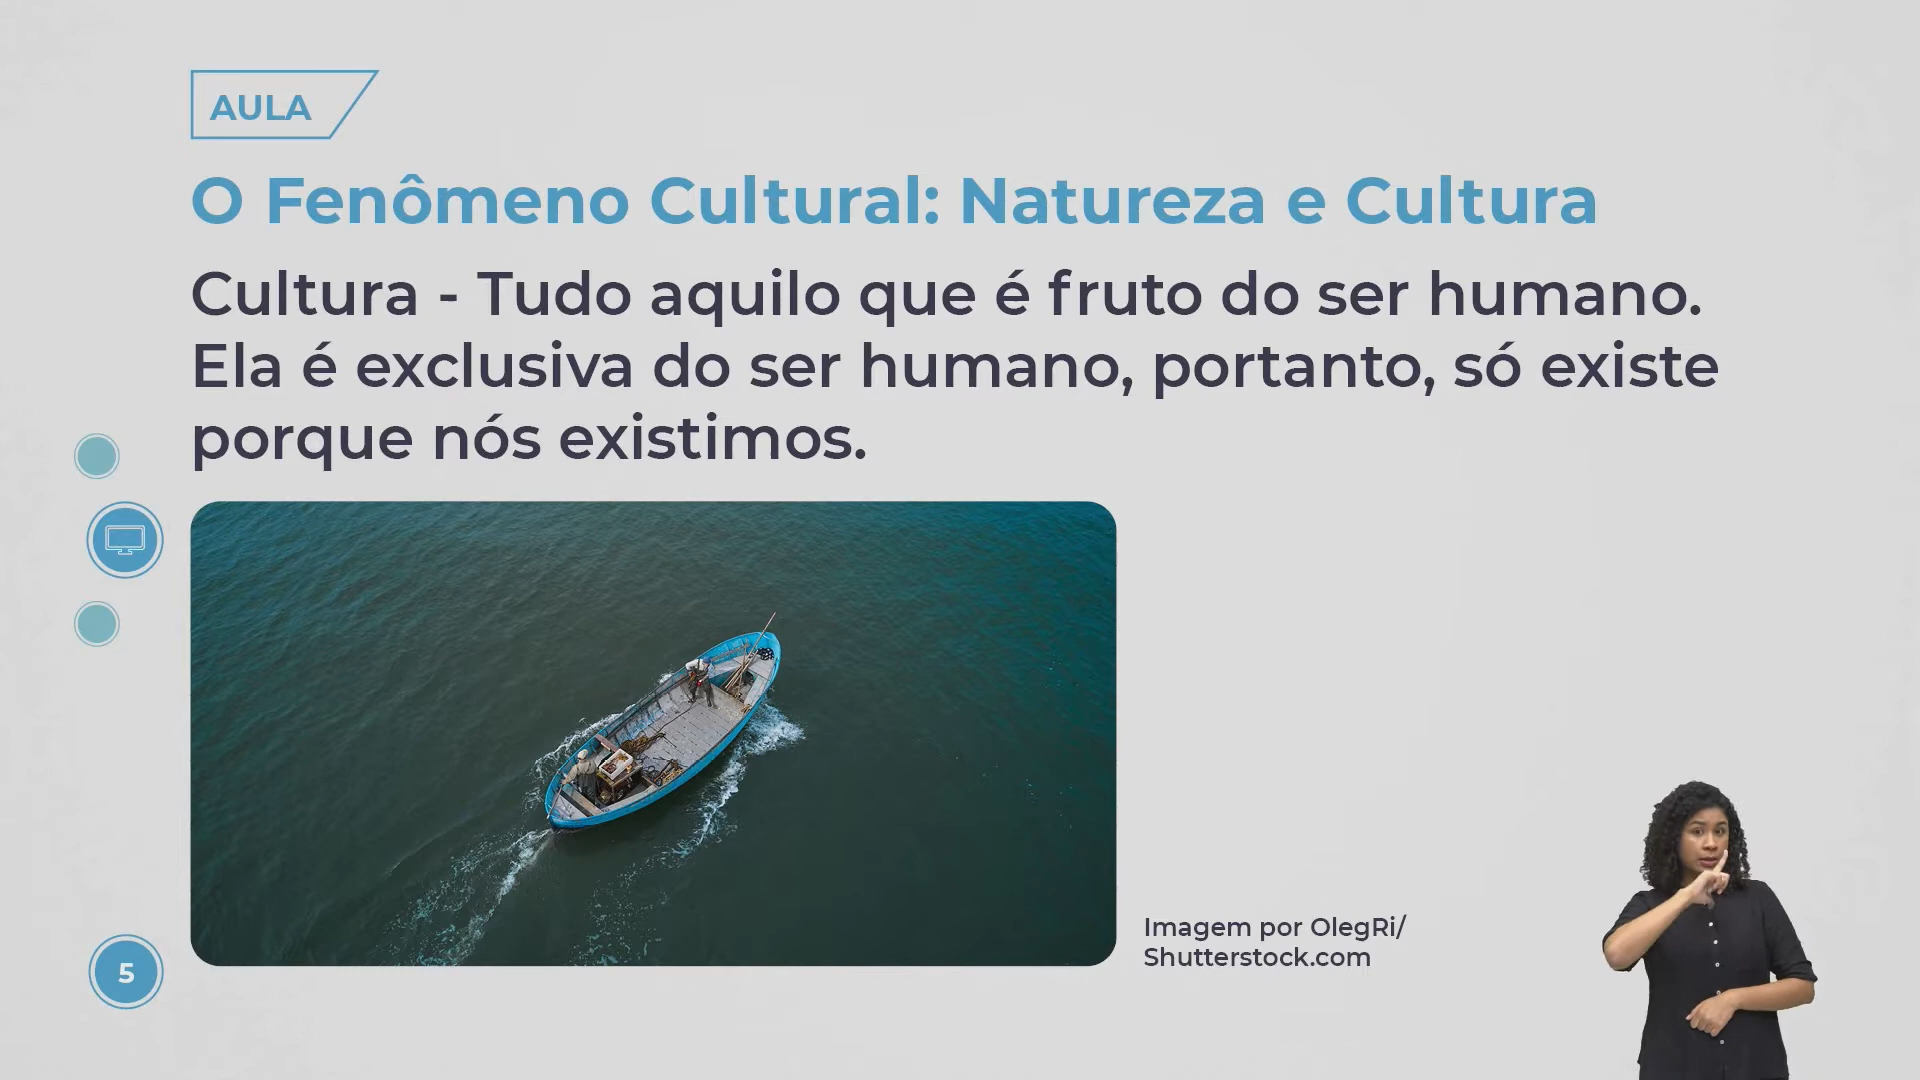 AULA
O Fenômeno Cultural: Natureza e Cultura
Cultura - Tudo aquilo que é fruto do ser humano.
Ela é exclusiva do ser humano, portanto, só existe
porque nós existimos.
Imagem por OlegRi/
Shutterstock.com
5